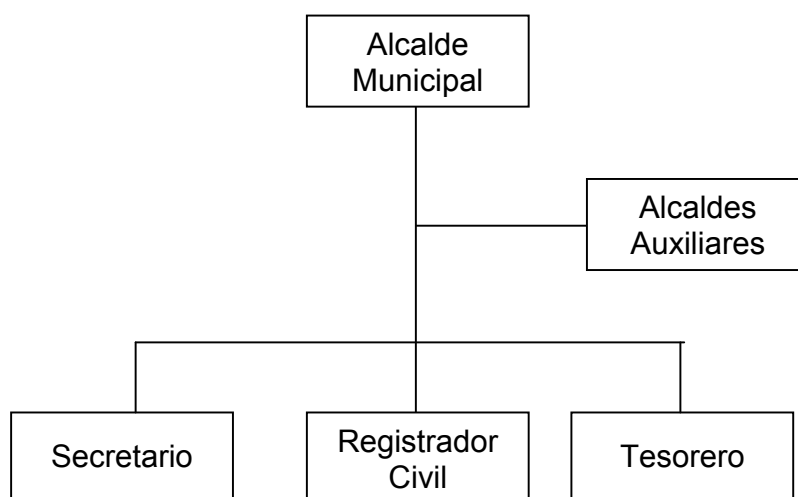 Alcalde
Municipal
Alcaldes
Auxiliares
Secretario
Registrador
Civil
Tesorero